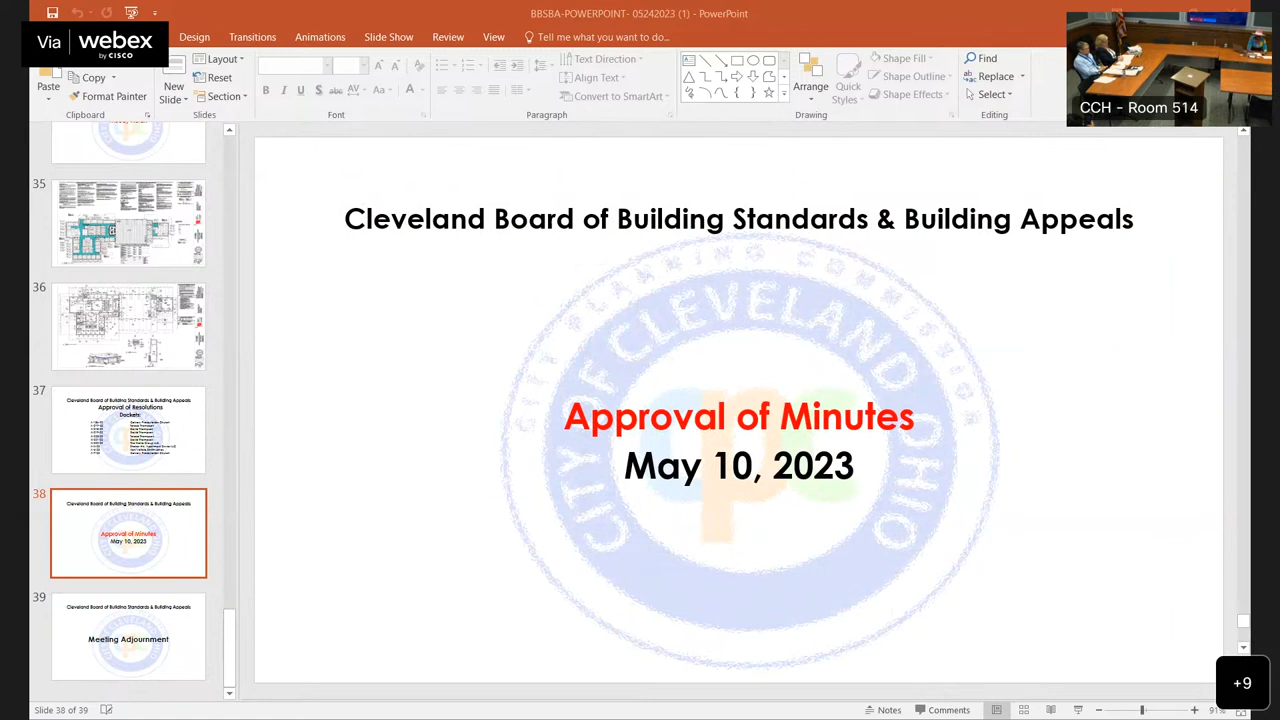 BBSBA-POWERPOINT- 05242023 (1) - PowerPoint
Via webex
by CISCO
Design Transitions Animations Slide Show Review View Tell me what you want to do...
Paste
Copy
Format Painter
Clipboard
New
Slide
Layout
Reset
Section
Slides
Font
Text Direction
Align Text
Convert to SmartArt
Paragraph
Arrange
Quick
Styles
Shape Fill
Shape Outline
Shape Effects
Drawing
Find
Replace
Select
Editing
CCH - Room 514
35
36
37
Cleveland Board of Building Standards & Building Appeals
Approval of Resolutions
Dockets:
38
Cleveland Board of Building Standards & Building Appeals
Approval of Minutes
May 10, 2023
39
Cleveland Board of Building Standards & Building Appeals
Meeting Adjournment
Cleveland Board of Building Standards & Building Appeals
CLEVELAND
Approval of Minutes
May 10, 2023
+9
Slide 38 of 39
Notes Comments
91%